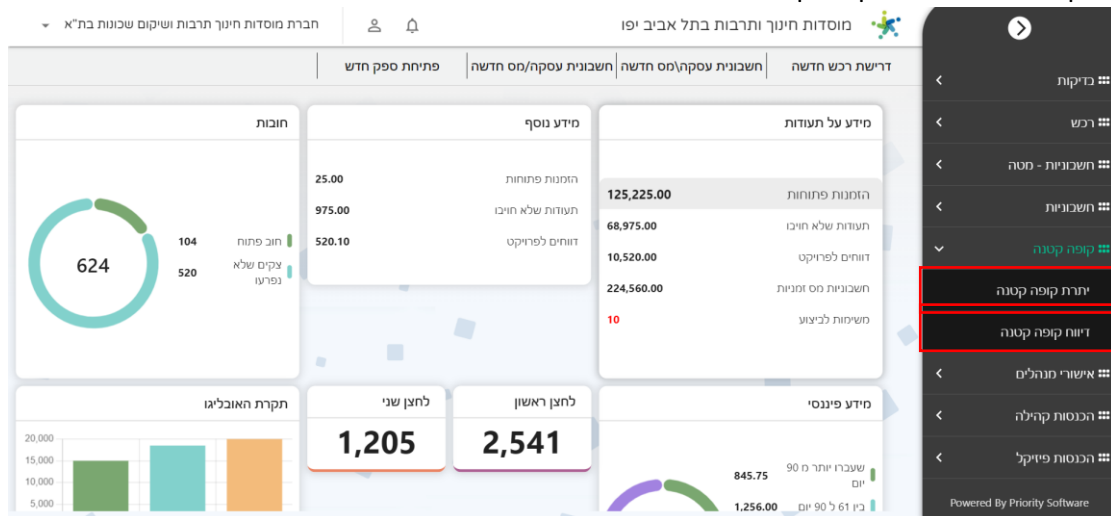 מוסדות חינוך ותרבות בתל אביב יפו
חברת מוסדות חינוך תרבות ושיקום שכונות בת"א
דרישת רכש חדשה
חשבונית עסקה\מס חדשה
חשבונית עסקה/מס חדשה
פתיחת ספק חדש
בדיקות
רכש
חשבוניות - מטה
חשבוניות
קופה קטנה
יתרת קופה קטנה
דיווח קופה קטנה
אישורי מנהלים
הכנסות קהילה
הכנסות פיזיקל
Powered By Priority Software
מידע על תעודות
הזמנות פתוחות 125,225.00
תעודות שלא חויבו 68,975.00
דווחים לפרויקט 10,520.00
חשבוניות מס זמניות 224,560.00
משימות לביצוע 10
מידע נוסף
הזמנות פתוחות 25.00
תעודות שלא חויבו 975.00
דווחים לפרויקט 520.10
חובות
חוב פתוח 104
צקים שלא
נפרעו 520
624
מידע פיננסי
שעברו יותר מ 90
יום 845.75
בין 61 ל 90 יום 1,256.00
לחצן ראשון
2,541
לחצן שני
1,205
תקרת האובליגו
20,000
15,000
10,000
5,000